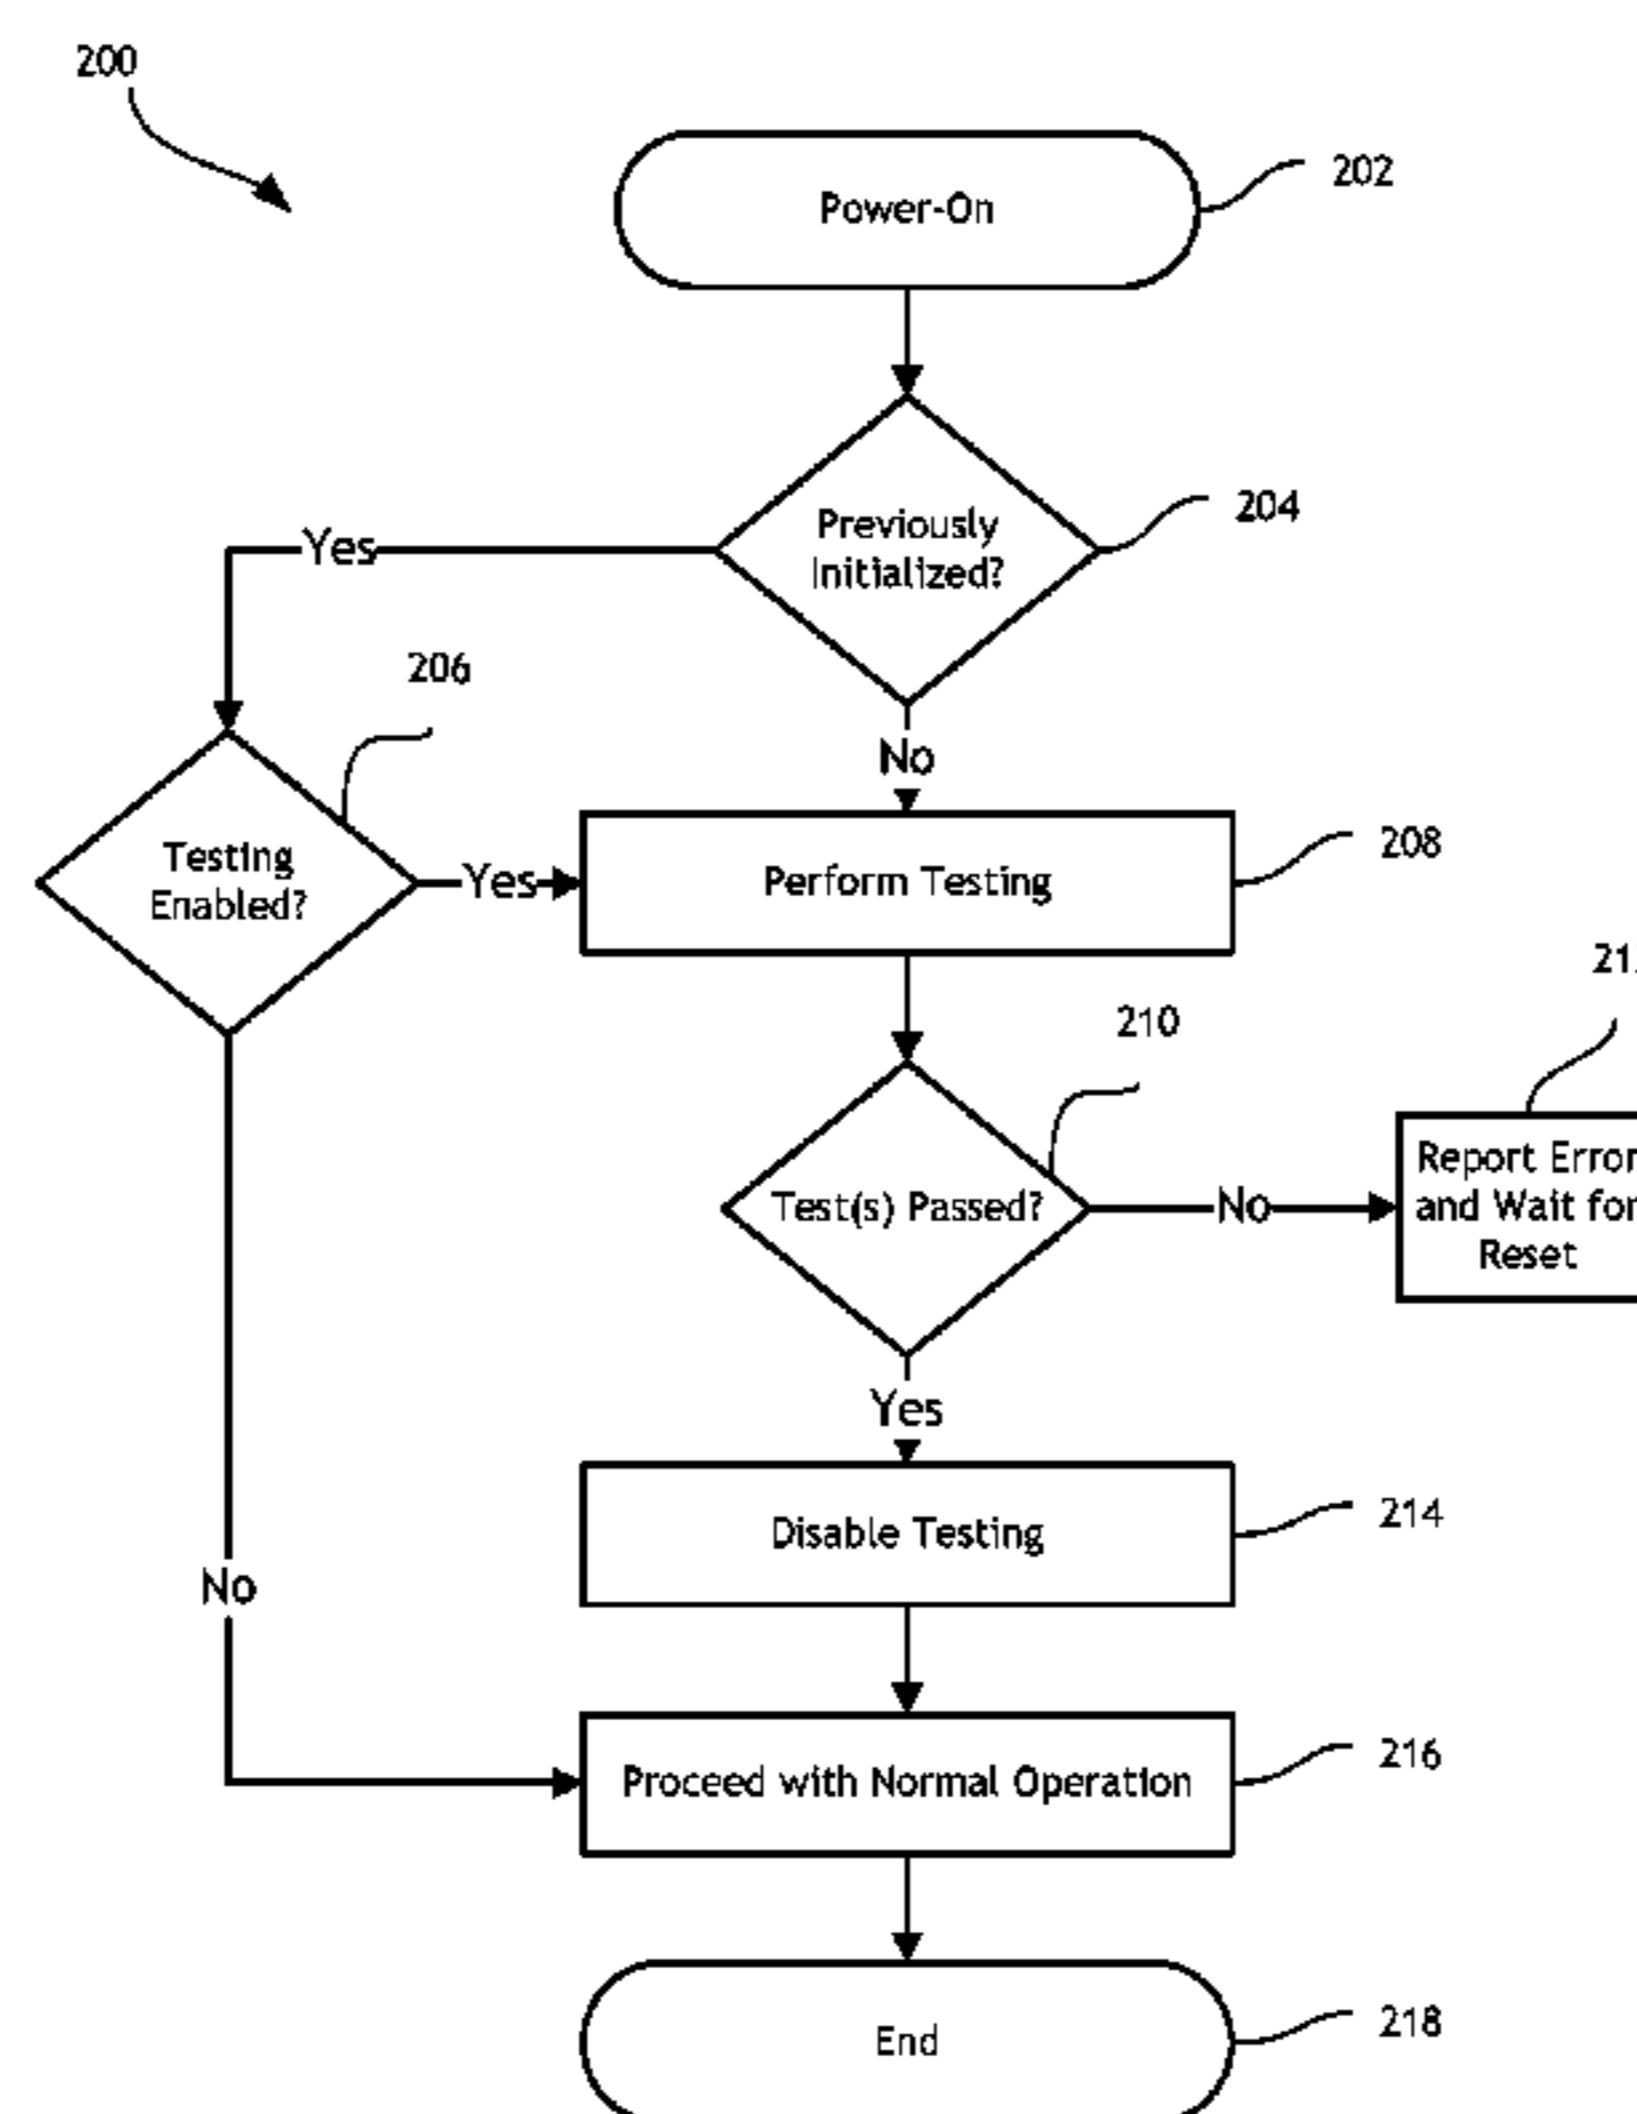 200
Power-On
202
Previously
Initialized?
204
Yes
206
No
Testing
Enabled?
Yes
Perform Testing
208
210
Test(s) Passed?
No
Report Error
and Wait for
Reset
Yes
Disable Testing
214
No
Proceed with Normal Operation
216
End
218